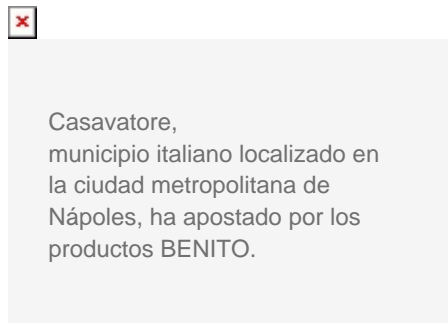 Casavatore,
municipio italiano localizado en
la ciudad metropolitana de
Nápoles, ha apostado por los
productos BENITO.